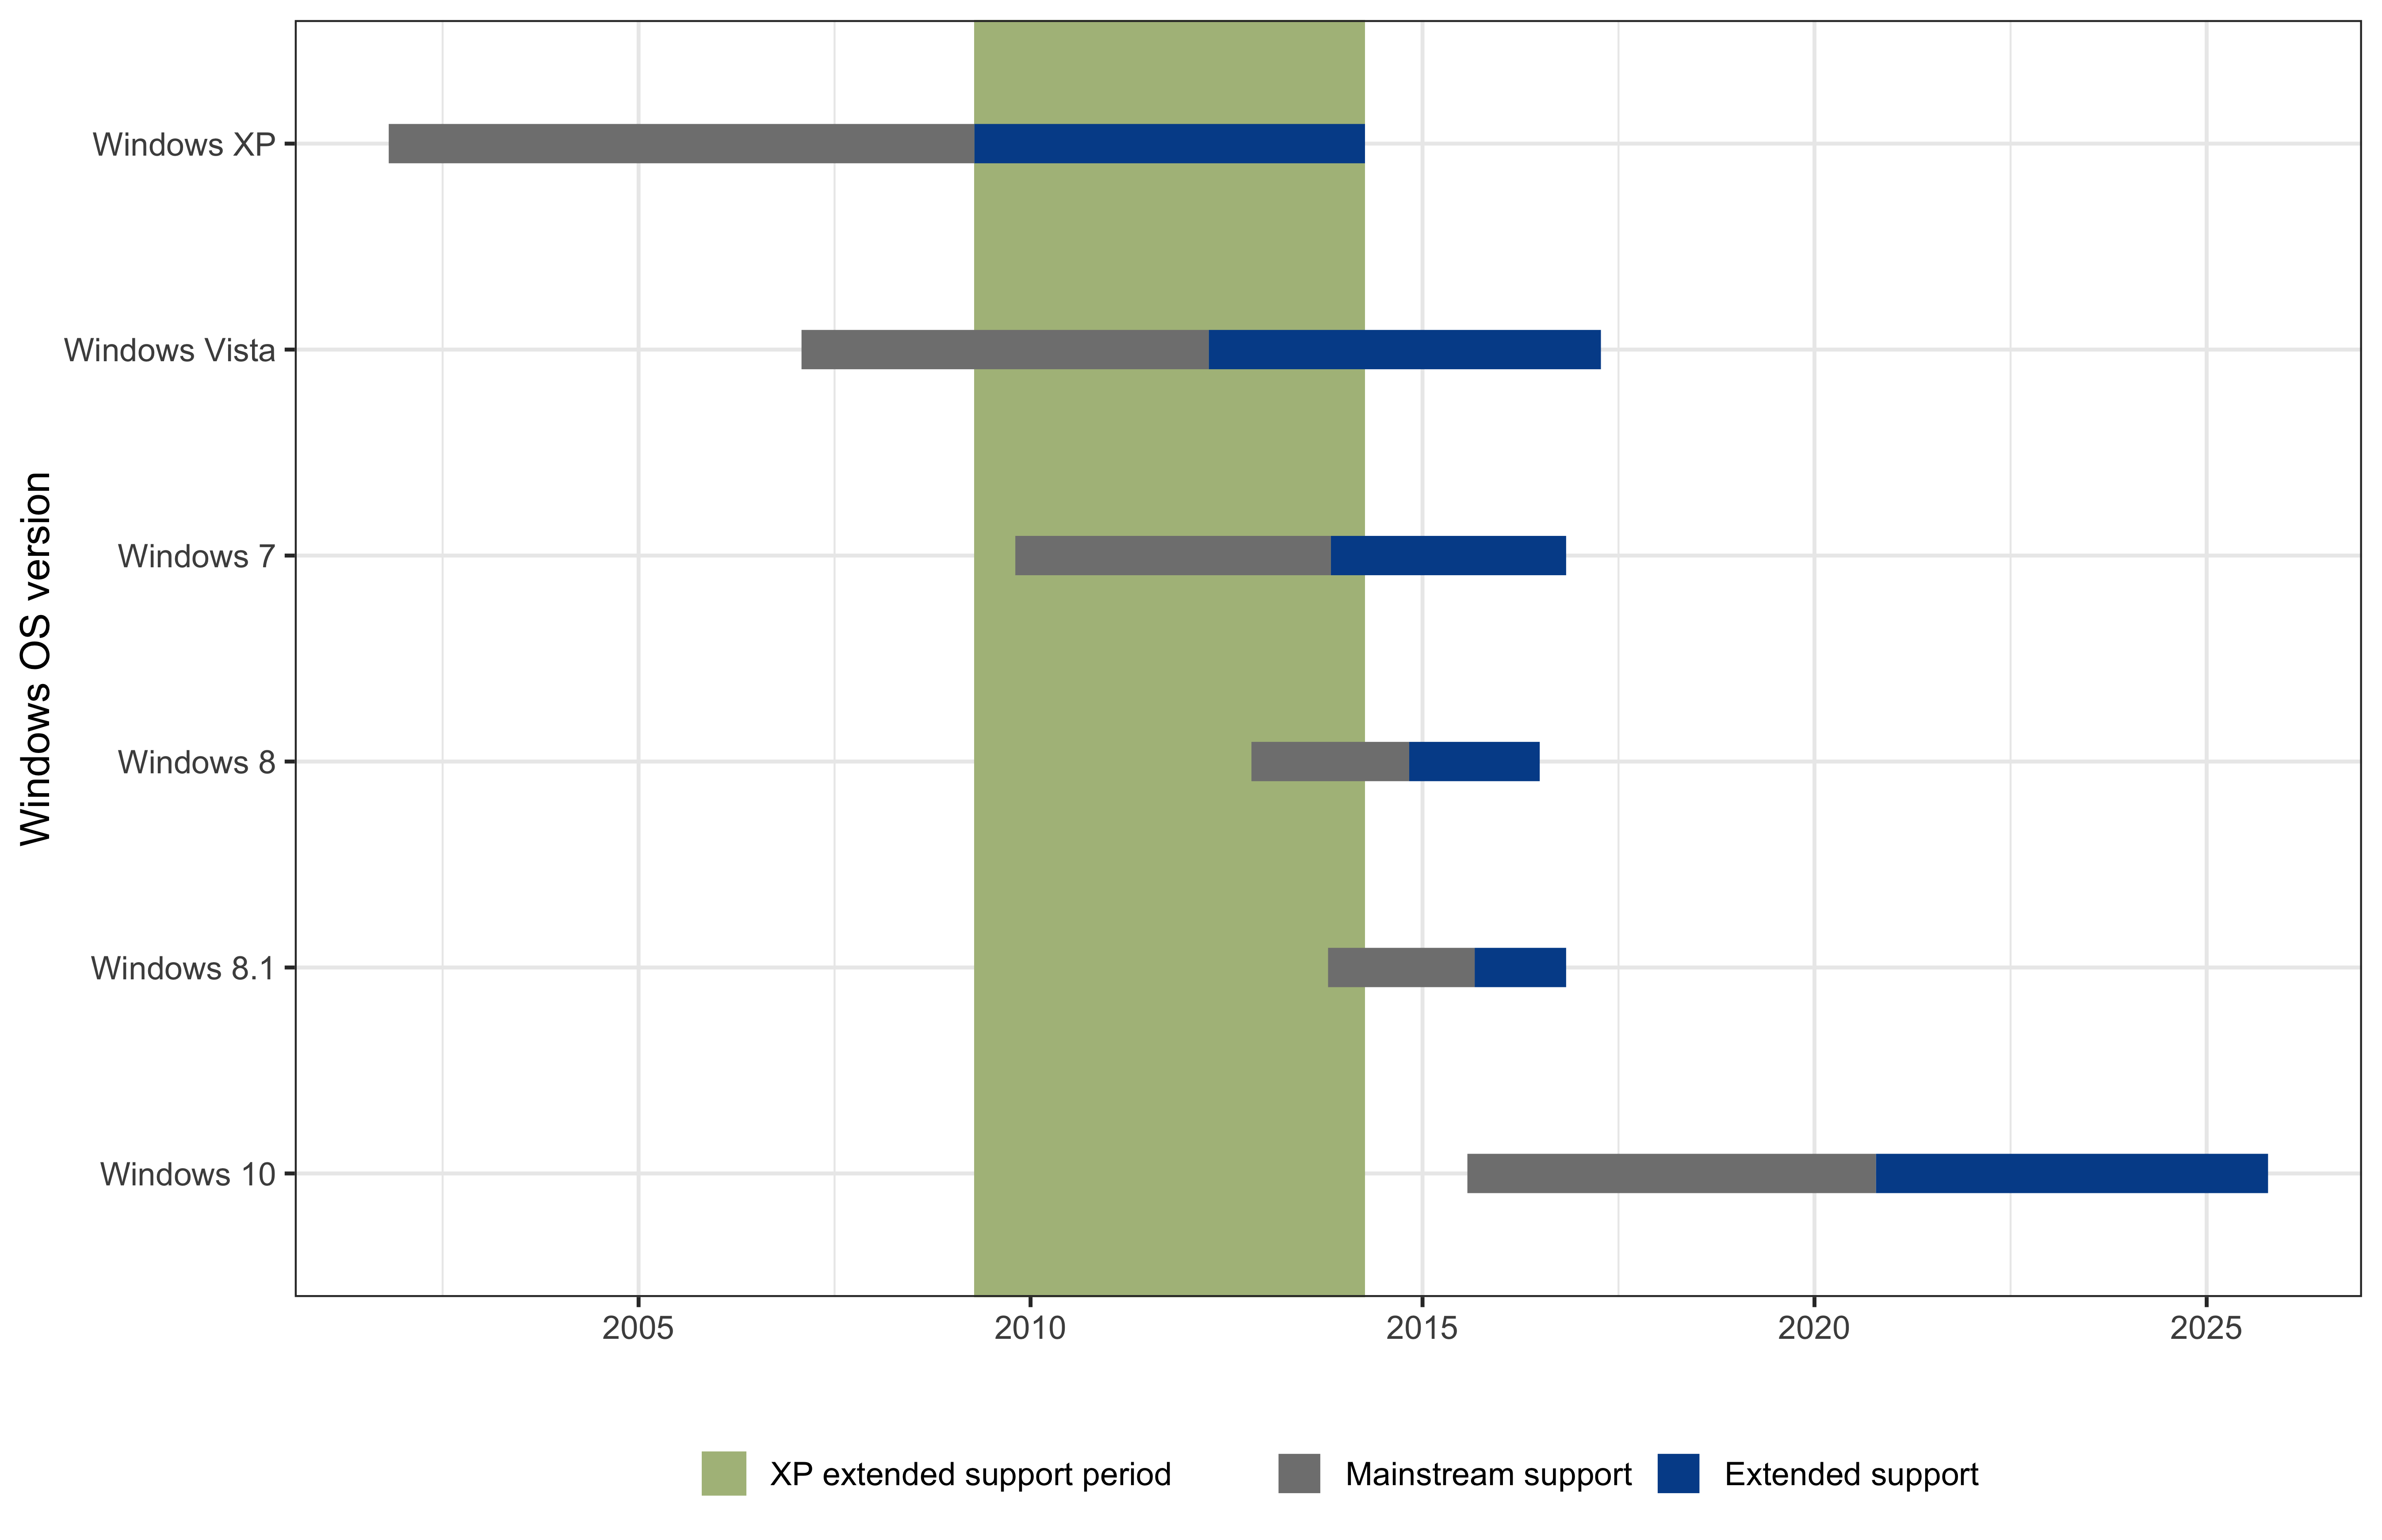 Windows OS version
Windows XP
Windows Vista
Windows 7
Windows 8
Windows 8.1
Windows 10
2005 2010 2015 2020 2025
XP extended support period Mainstream support Extended support